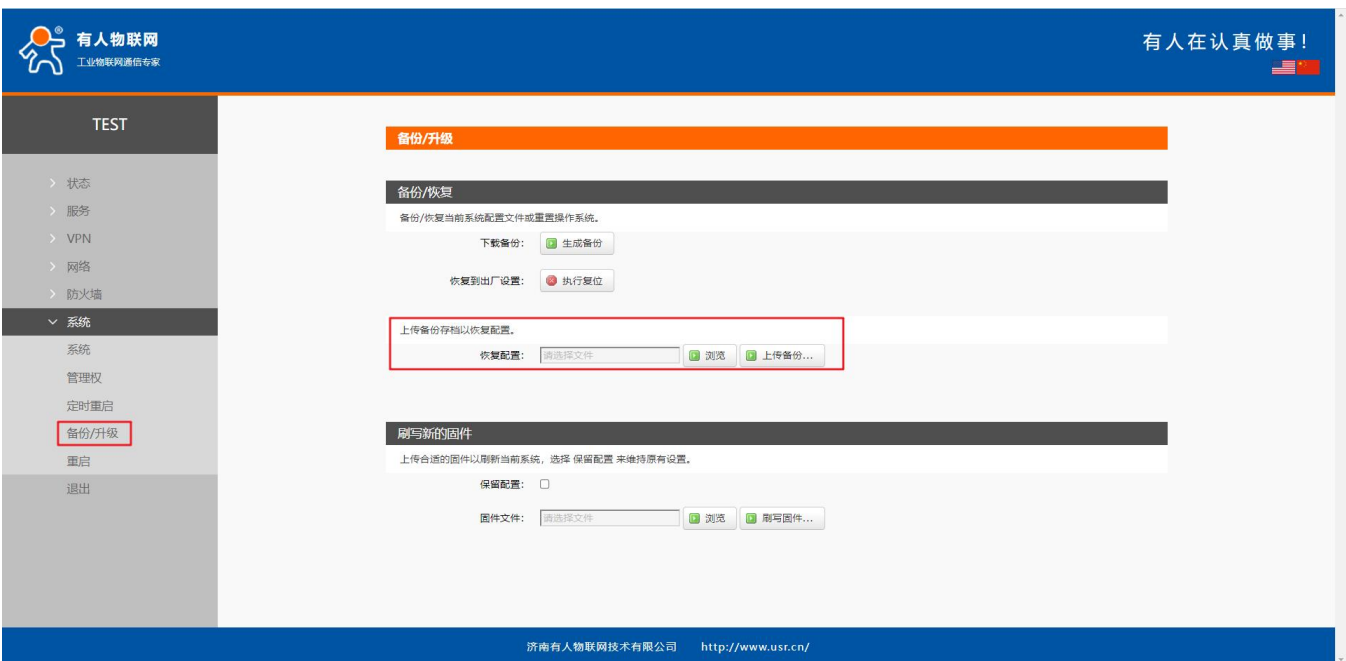 有人物联网
工业物联网通信专家
有人在认真做事!
TEST
状态
服务
VPN
网络
防火墙
系统
系统
管理权
定时重启
备份/升级
重启
退出
备份/升级
备份/恢复
备份/恢复当前系统配置文件或重置操作系统。
下载备份: 生成备份
恢复到出厂设置: 执行复位
上传备份存档以恢复配置。
恢复配置: 请选择文件 浏览 上传备份...
刷写新的固件
上传合适的固件以刷新当前系统，选择 保留配置 来维持原有设置。
保留配置:
固件文件: 请选择文件 浏览 刷写固件...
济南有人物联网技术有限公司 http://www.usr.cn/